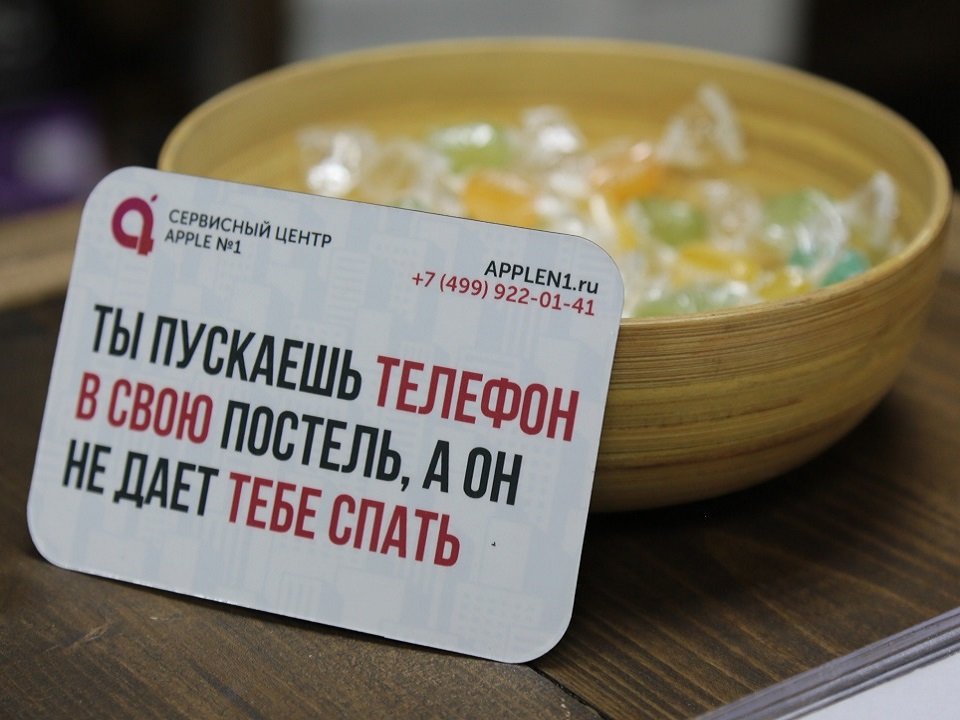 СЕРВИСНЫЙ ЦЕНТР
APPLE №1
APPLEN1.ru
+7 (499) 922-01-41
ТЫ ПУСКАЕШЬ ТЕЛЕФОН
В СВОЮ ПОСТЕЛЬ, А ОН
НЕ ДАЕТ ТЕБЕ СПАТЬ